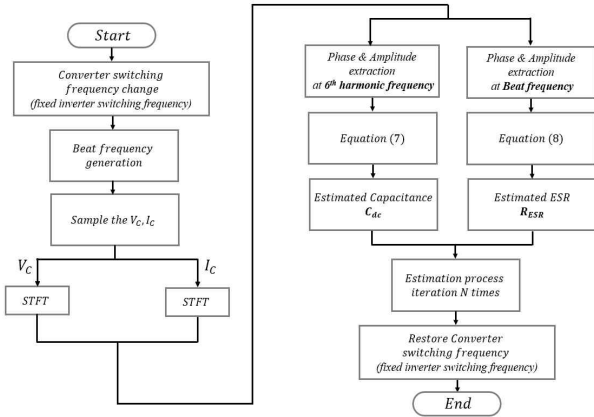 Start
Converter switching
frequency change
(fixed inverter switching frequency)
Beat frequency
generation
Sample the V_C, I_C
V_C
I_C
STFT
STFT
Phase & Amplitude
extraction
at 6th harmonic frequency
Equation (7)
Estimated Capacitance
C_dc
Phase & Amplitude
extraction
at Beat frequency
Equation (8)
Estimated ESR
R_ESR
Estimation process
iteration N times
Restore Converter
switching frequency
(fixed inverter switching frequency)
End